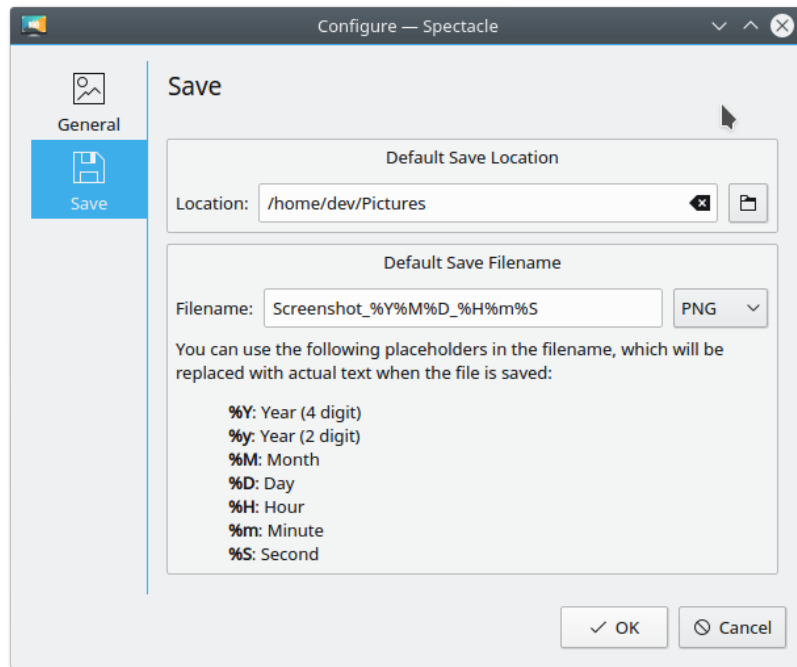 Configure — Spectacle
General
Save
Save
Default Save Location
Location: /home/dev/Pictures
Default Save Filename
Filename: Screenshot_%Y%M%D_%H%m%S PNG
You can use the following placeholders in the filename, which will be
replaced with actual text when the file is saved:
%Y: Year (4 digit)
%y: Year (2 digit)
%M: Month
%D: Day
%H: Hour
%m: Minute
%S: Second
OK Cancel